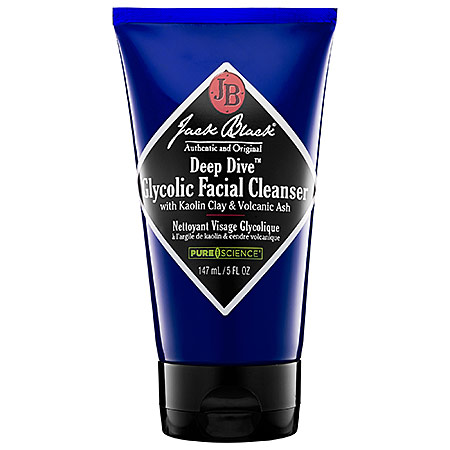 JB
Jack Black®
Authentic and Original
Deep Dive™
Glycolic Facial Cleanser
with Kaolin Clay & Volcanic Ash
Nettoyant Visage Glycolique
à l'argile de kaolin & cendre volcanique
PURE SCIENCE®
147 mL/5 FL OZ